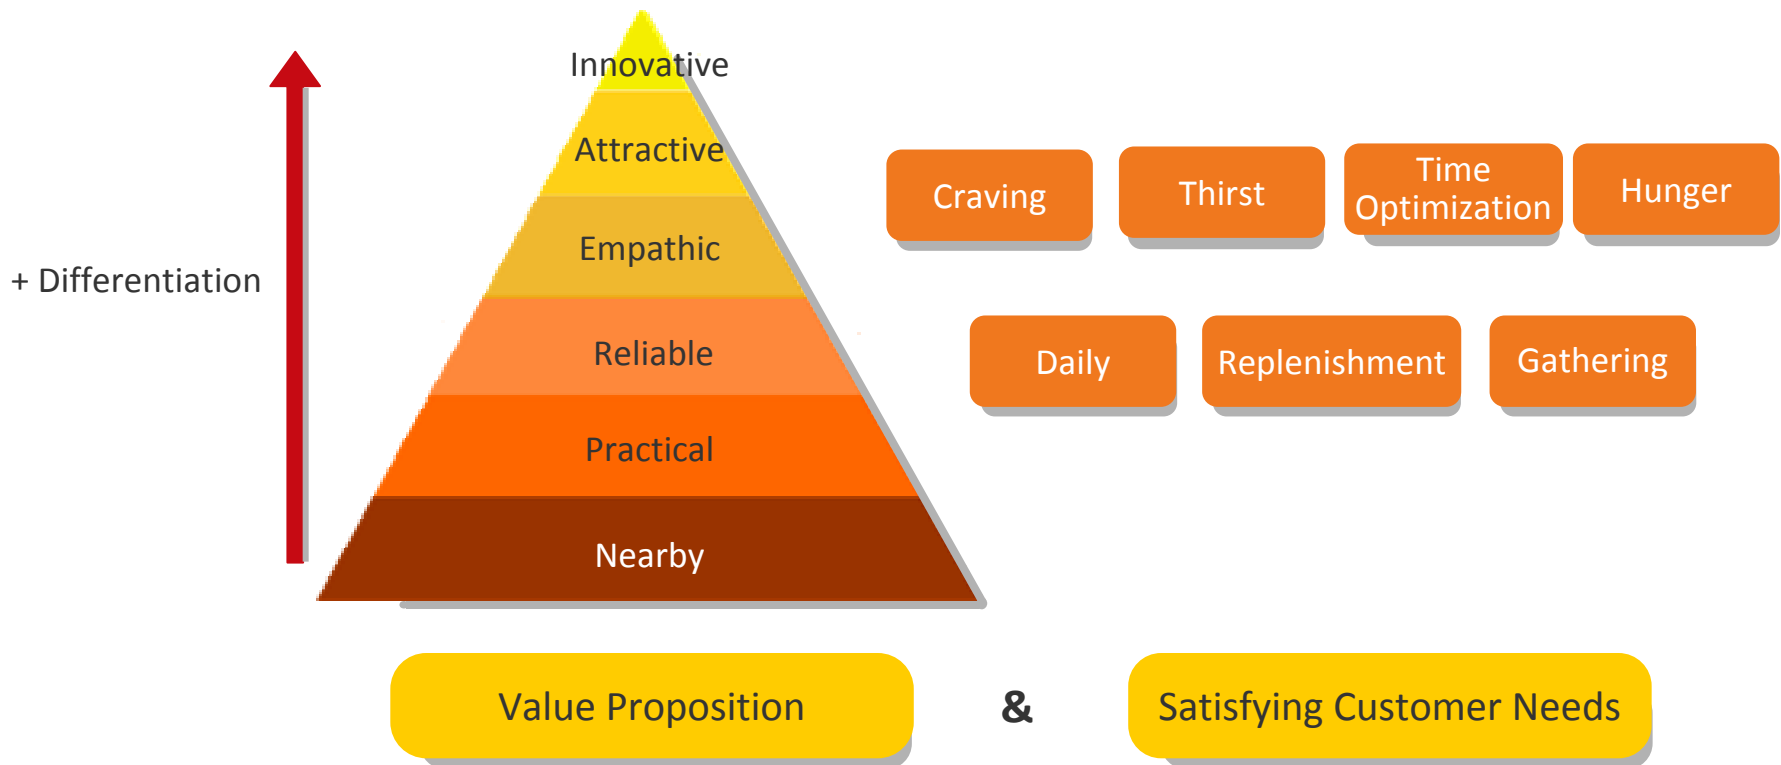 Innovative
Attractive
Empathic
Reliable
Practical
Nearby
+ Differentiation
Craving
Thirst
Time
Optimization
Hunger
Daily
Replenishment
Gathering
Value Proposition
&
Satisfying Customer Needs